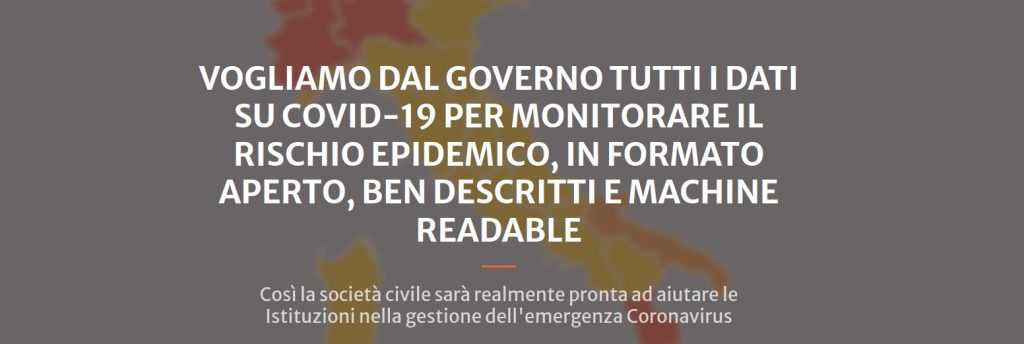 VOGLIAMO DAL GOVERNO TUTTI I DATI
SU COVID-19 PER MONITORARE IL
RISCHIO EPIDEMICO, IN FORMATO
APERTO, BEN DESCRITTI E MACHINE
READABLE
Così la società civile sarà realmente pronta ad aiutare le
Istituzioni nella gestione dell'emergenza Coronavirus